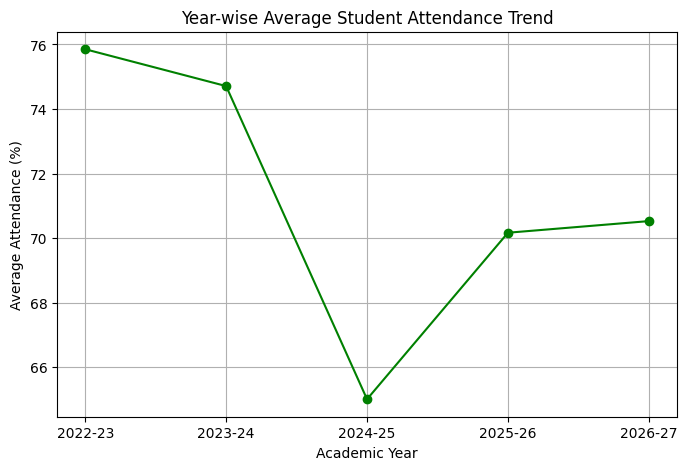 Year-wise Average Student Attendance Trend
76
74
72
70
68
66
Average Attendance (%)
2022-23 2023-24 2024-25 2025-26 2026-27
Academic Year